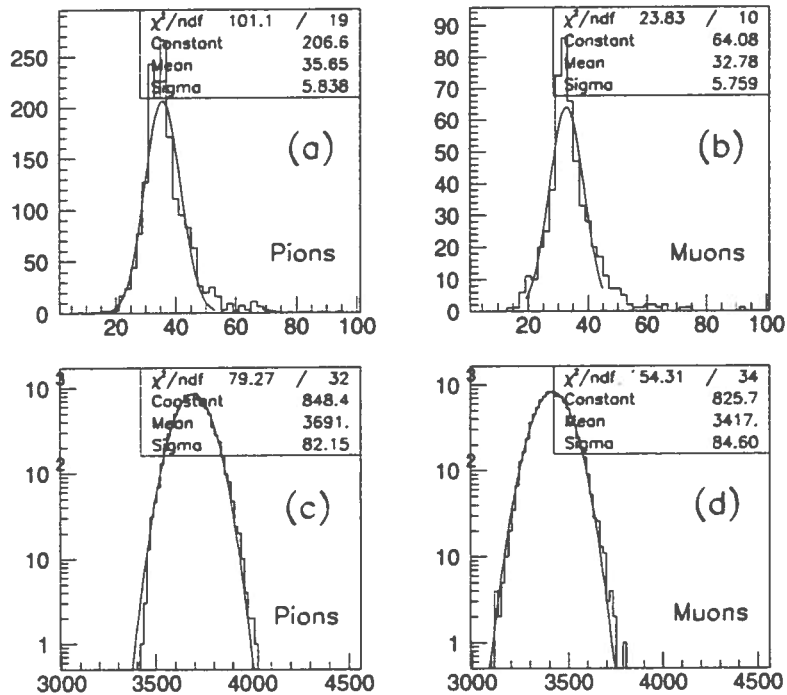 χ²/ndf 101.1 / 19
Constant 206.6
Mean 35.65
Sigma 5.838
250
200
150
100
50
0
(a)
Pions
20 40 60 80 100
χ²/ndf 23.83 / 10
Constant 64.08
Mean 32.78
Sigma 5.759
90
80
70
60
50
40
30
20
10
0
(b)
Muons
20 40 60 80 100
χ²/ndf 79.27 / 32
Constant 848.4
Mean 3691.
Sigma 82.15
10³
10²
10
1
(c)
Pions
3000 3500 4000 4500
χ²/ndf 54.31 / 34
Constant 825.7
Mean 3417.
Sigma 84.60
10³
10²
10
1
(d)
Muons
3000 3500 4000 4500